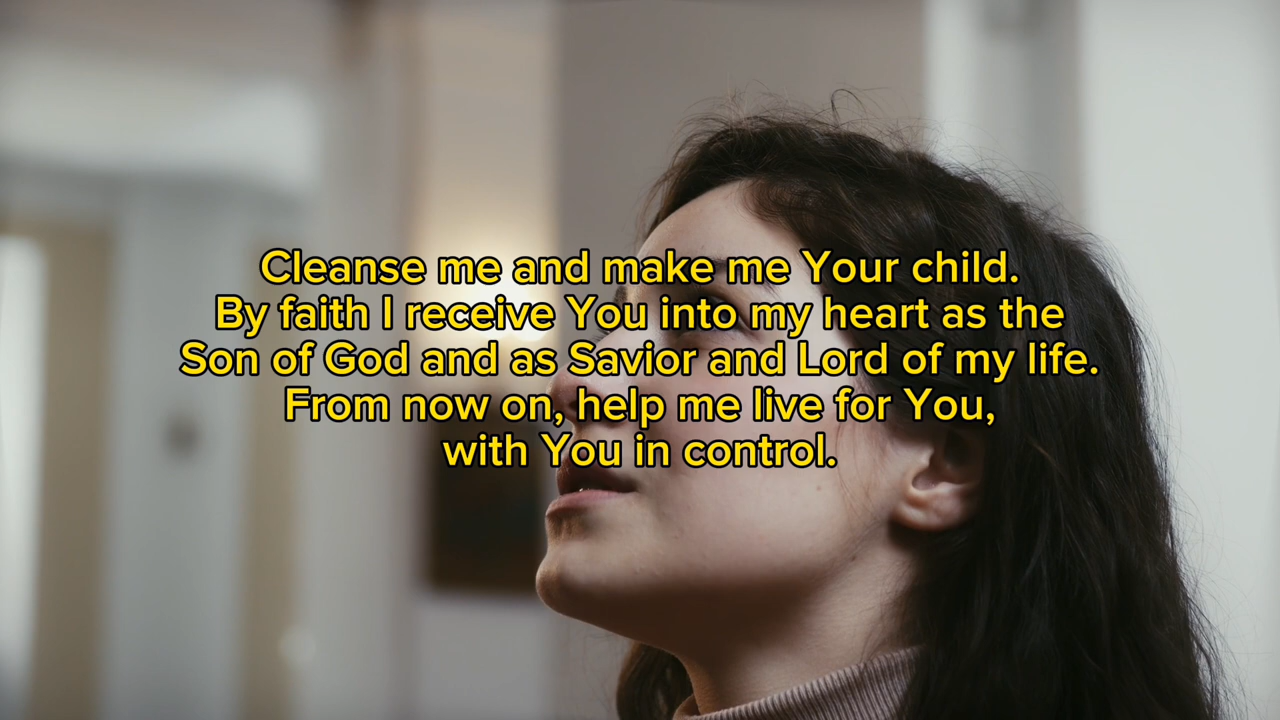 Cleanse me and make me Your child.
By faith I receive You into my heart as the
Son of God and as Savior and Lord of my life.
From now on, help me live for You,
with You in control.